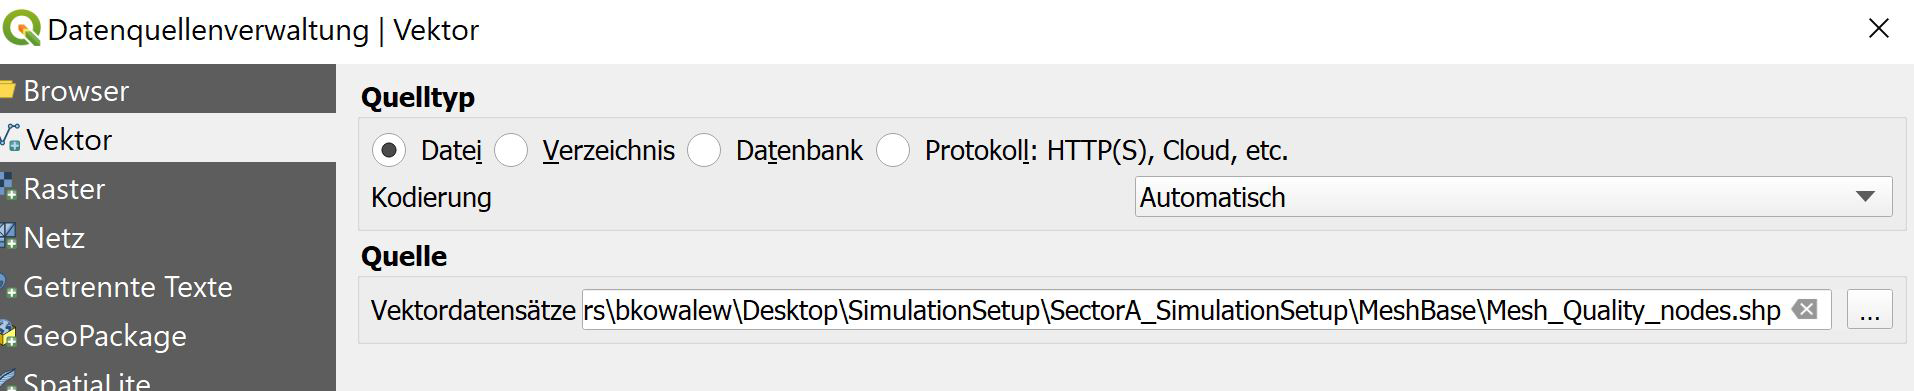 Datenquellenverwaltung | Vektor
Browser
Vektor
Raster
Netz
Getrennte Texte
GeoPackage
SpatiaLite
Quelltyp
Datei Verzeichnis Datenbank Protokoll: HTTP(S), Cloud, etc.
Kodierung Automatisch
Quelle
Vektordatensätze rs\bkowalew\Desktop\SimulationSetup\SectorA_SimulationSetup\MeshBase\Mesh_Quality_nodes.shp ...